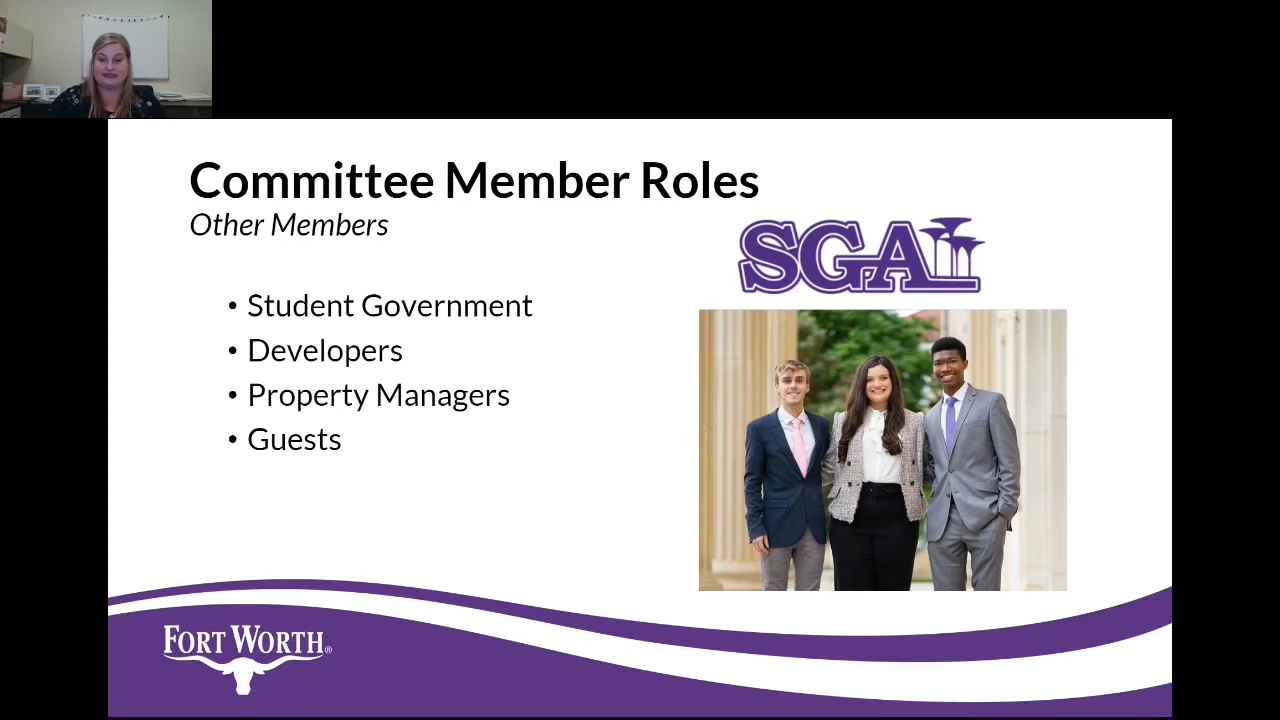 Committee Member Roles
Other Members
SGA
• Student Government
• Developers
• Property Managers
• Guests
FORT WORTH®